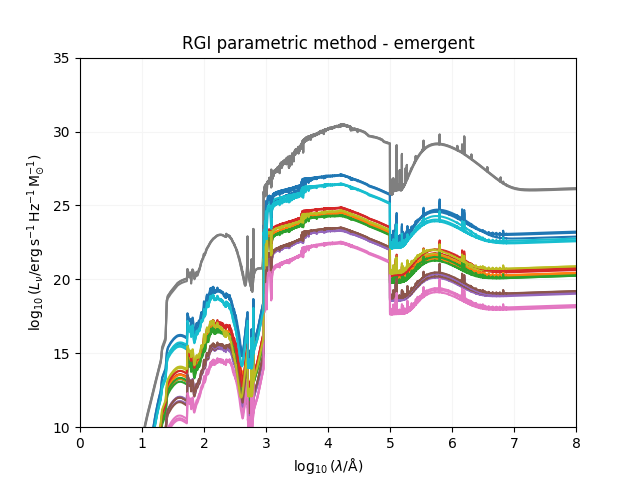 RGI parametric method - emergent
log₁₀ (Lν/erg s⁻¹ Hz⁻¹ M⊙⁻¹)
35
30
25
20
15
10
0 1 2 3 4 5 6 7 8
log₁₀ (λ/Å)